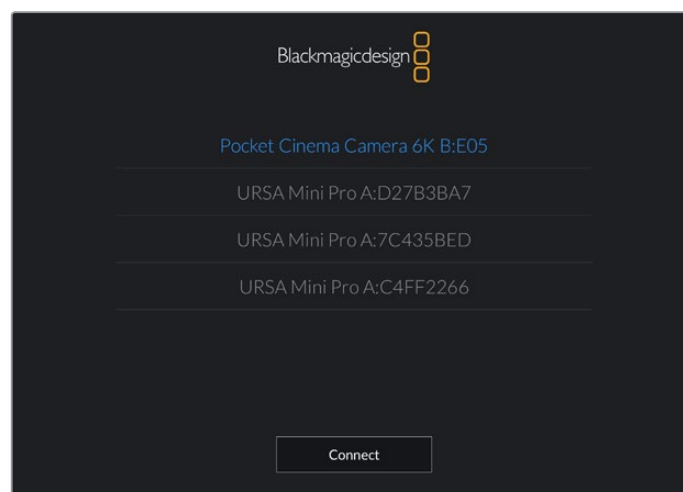 Blackmagicdesign
Pocket Cinema Camera 6K B:E05
URSA Mini Pro A:D27B3BA7
URSA Mini Pro A:7C435BED
URSA Mini Pro A:C4FF2266
Connect